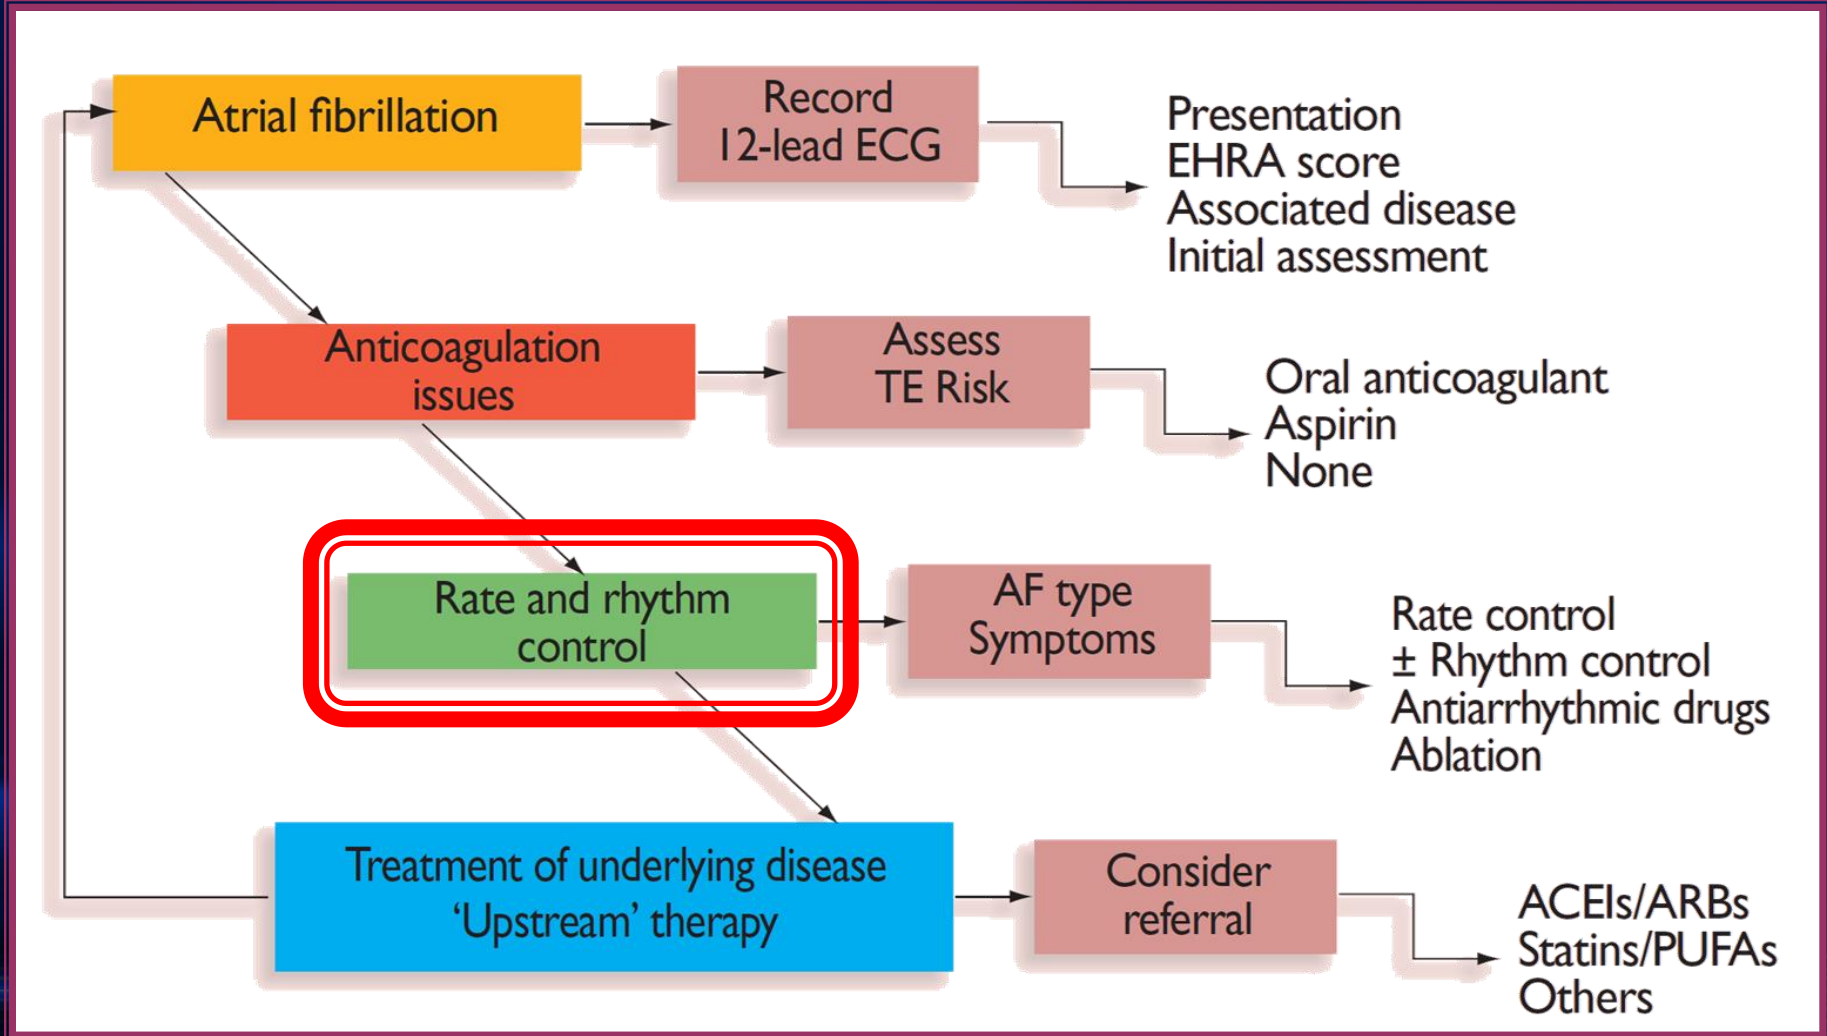 Atrial fibrillation
Record
12-lead ECG
Presentation
EHRA score
Associated disease
Initial assessment
Anticoagulation
issues
Assess
TE Risk
Oral anticoagulant
Aspirin
None
Rate and rhythm
control
AF type
Symptoms
Rate control
± Rhythm control
Antiarrhythmic drugs
Ablation
Treatment of underlying disease
‘Upstream’ therapy
Consider
referral
ACEIs/ARBs
Statins/PUFAs
Others